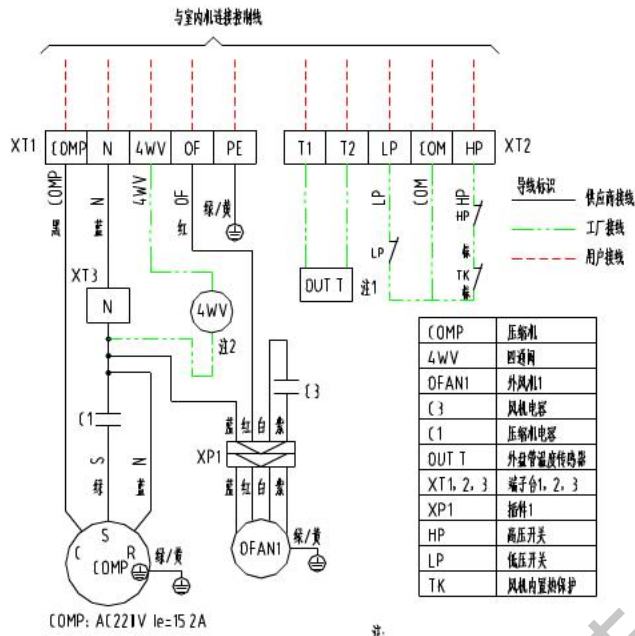 与室内机连接控制线
XT1 COMP N 4WV OF PE T1 T2 LP COM HP XT2
COMP N 4WV OF 绿/黄 LP COM HP
黑 蓝 红
HP
标
TK
标
LP
导线标识
供应商接线
工厂接线
用户接线
XT3
N
4WV
注2
OUT T 注1
C1
C3
S N
绿 蓝
蓝 红 白 紫
XP1
蓝 红 白 紫
C S R
COMP
绿/黄
OFAN1
绿/黄
COMP: AC221V Ie=15 2A
COMP 压缩机
4WV 四通阀
OFAN1 外风机1
C3 风机电容
C1 压缩机电容
OUT T 外盘管温度传感器
XT1, 2, 3 端子台1, 2, 3
XP1 插件1
HP 高压开关
LP 低压开关
TK 风机内置热保护
注: